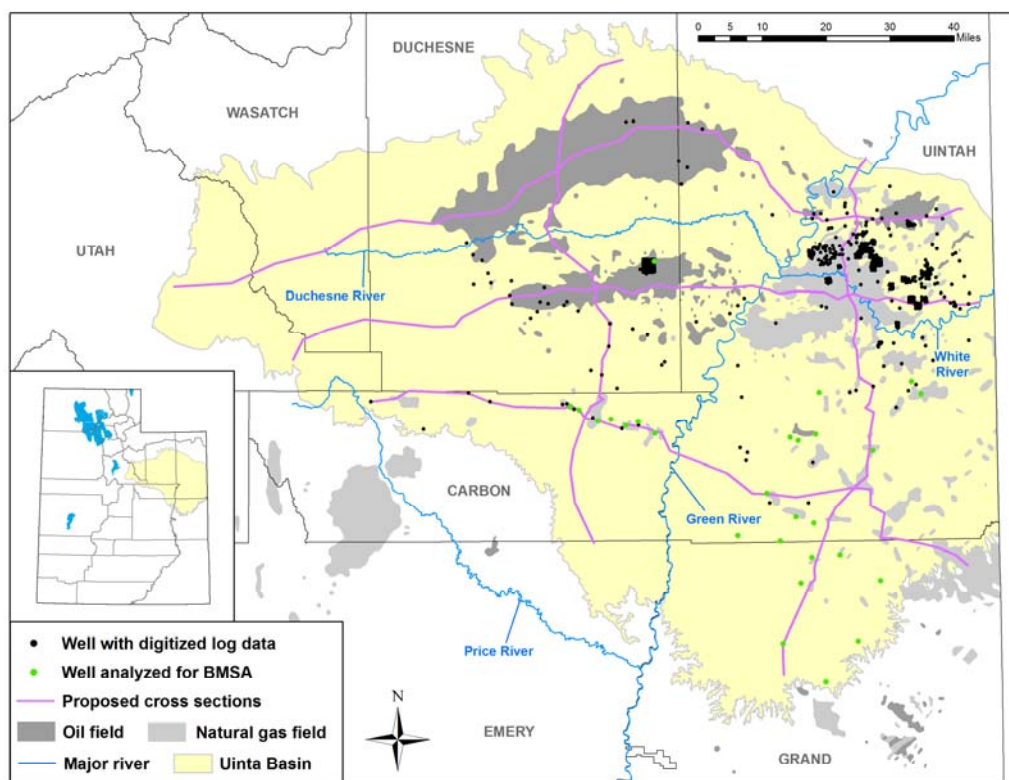 DUCHESNE
0 5 10 20 30 40
Miles
WASATCH
UINTAH
UTAH
Duchesne River
White
River
CARBON
Green River
Price River
N
EMERY
GRAND
Well with digitized log data
Well analyzed for BMSA
Proposed cross sections
Oil field
Natural gas field
Major river
Uinta Basin